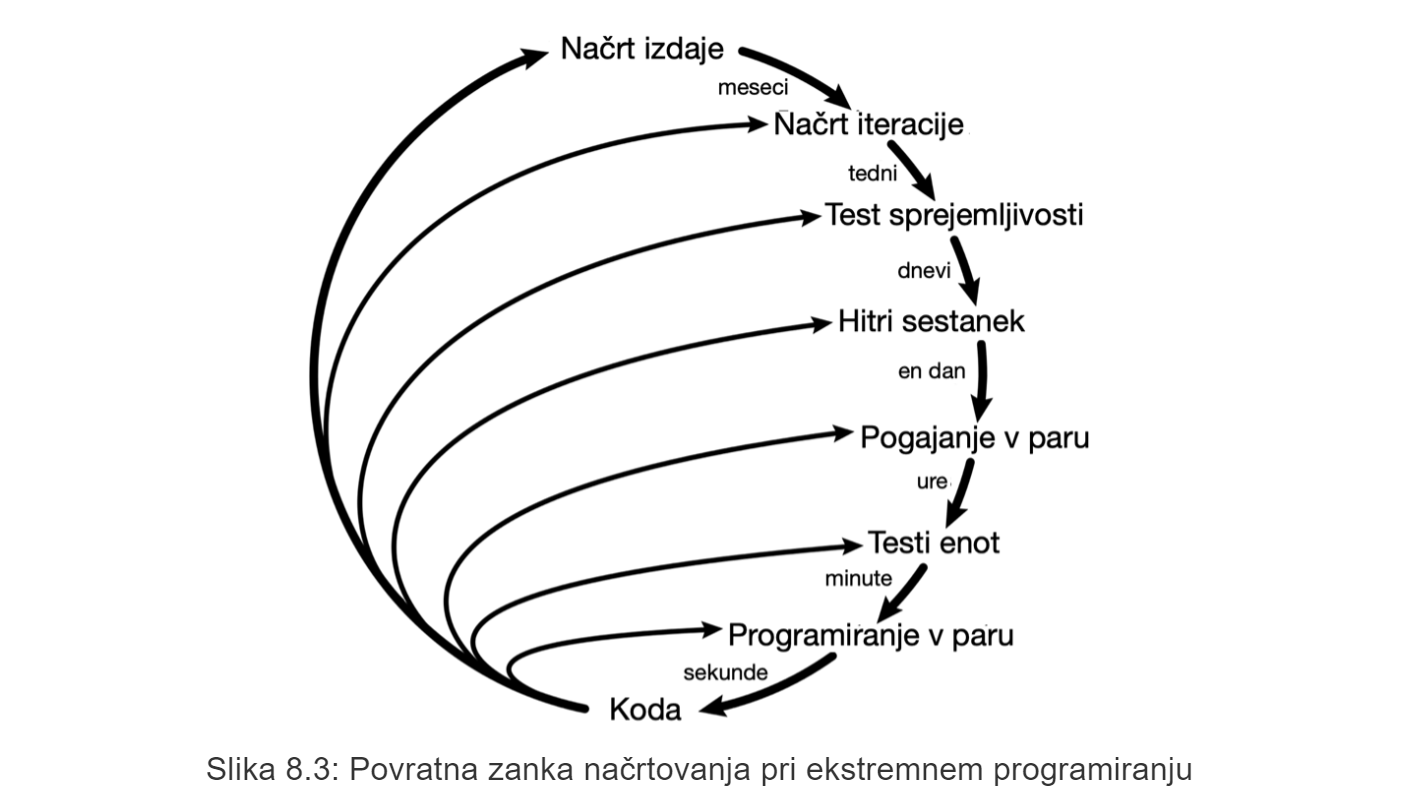 Načrt izdaje
meseci
Načrt iteracije
tedni
Test sprejemljivosti
dnevi
Hitri sestanek
en dan
Pogajanje v paru
ure
Testi enot
minute
Programiranje v paru
sekunde
Koda
Slika 8.3: Povratna zanka načrtovanja pri ekstremnem programiranju